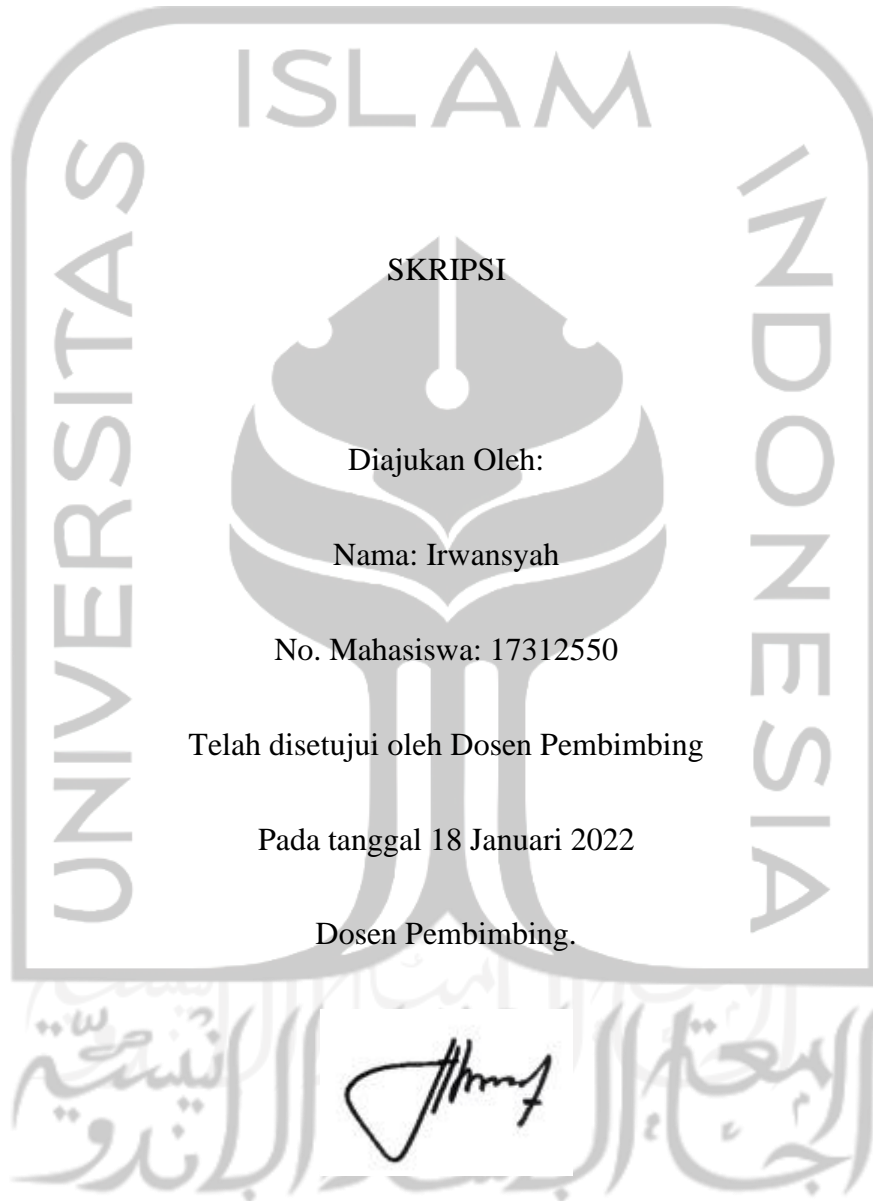 ISLAM
UNIVERSITAS
INDONESIA
SKRIPSI
Diajukan Oleh:
Nama: Irwansyah
No. Mahasiswa: 17312550
Telah disetujui oleh Dosen Pembimbing
Pada tanggal 18 Januari 2022
Dosen Pembimbing.